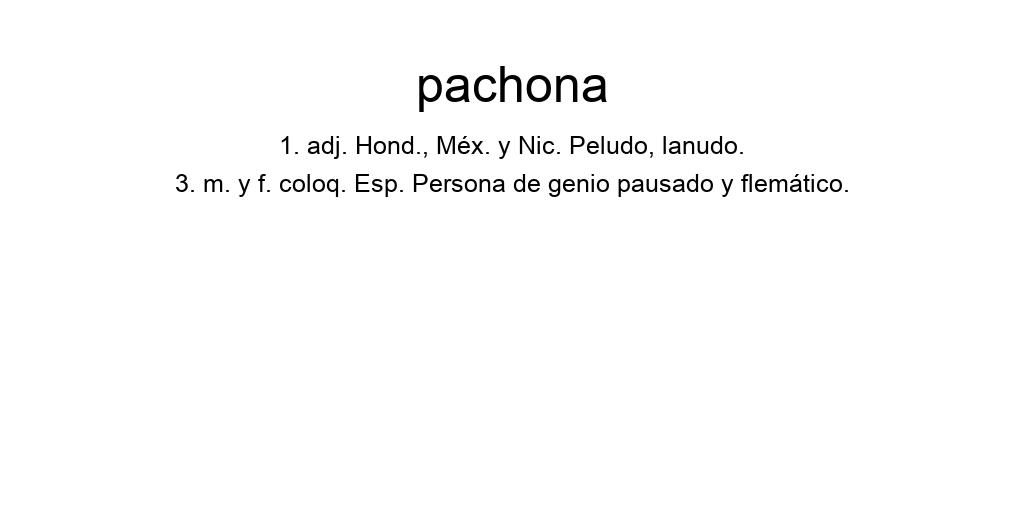 pachona
1. adj. Hond., Méx. y Nic. Peludo, lanudo.
3. m. y f. coloq. Esp. Persona de genio pausado y flemático.